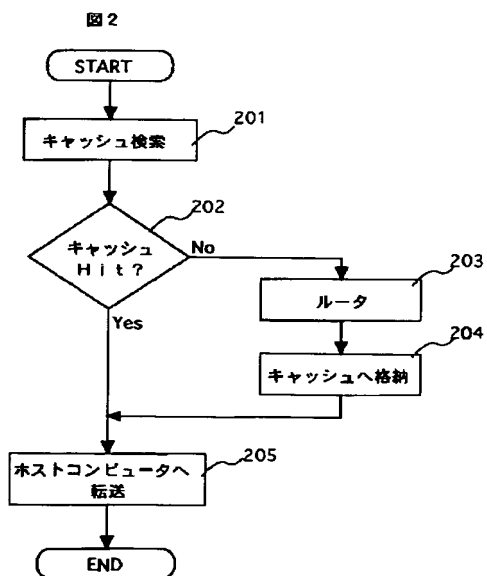 図2
START
キャッシュ検索
201
キャッシュ
Hit?
202
No
Yes
ルータ
203
キャッシュへ格納
204
ホストコンピュータへ
転送
205
END